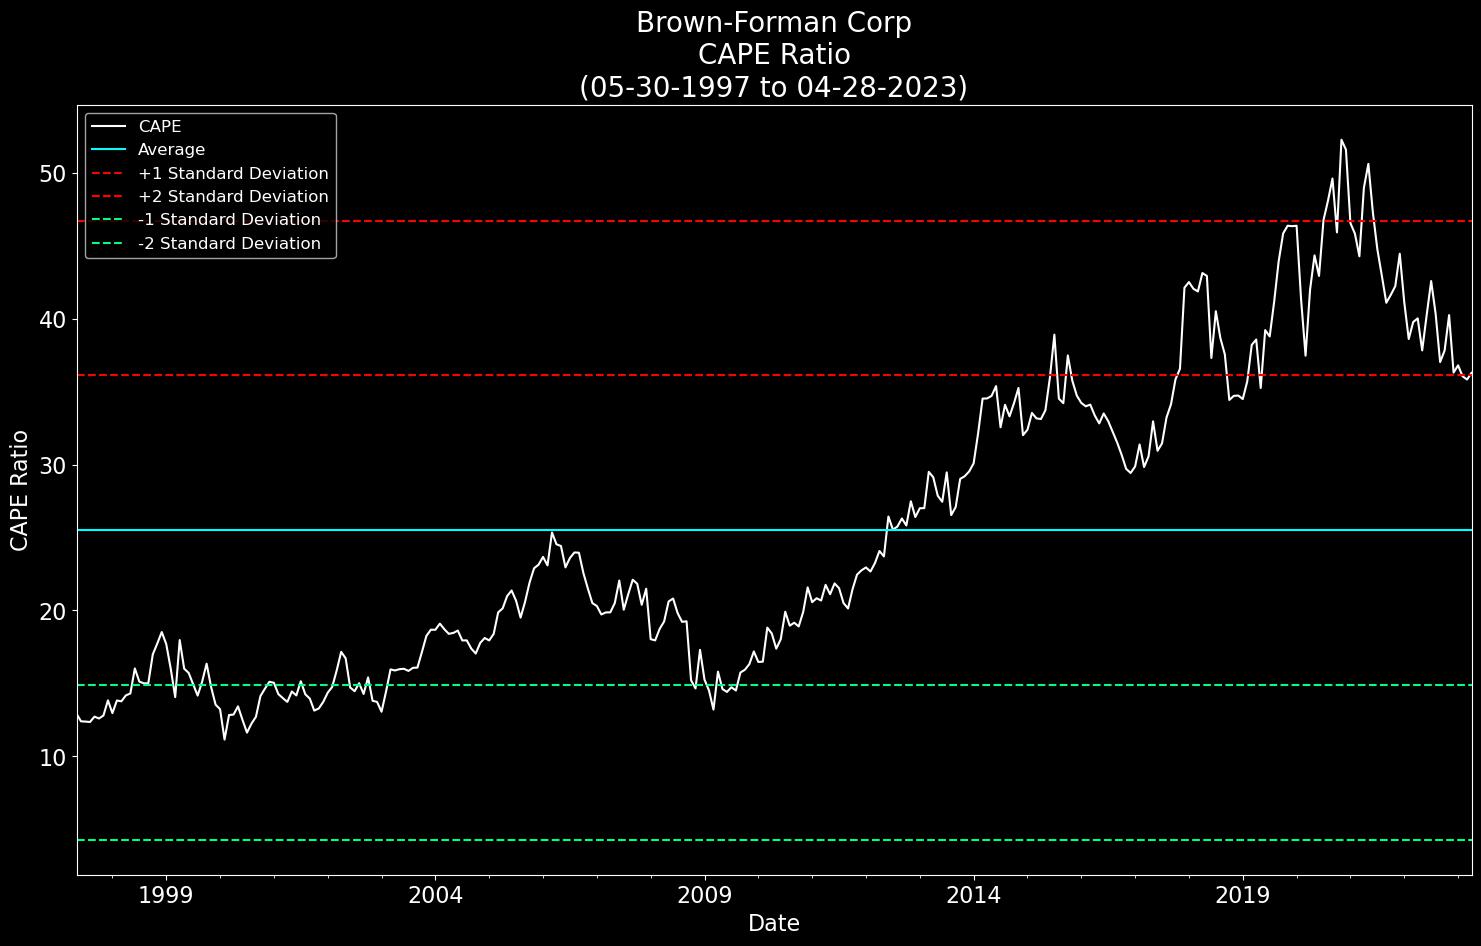 Brown-Forman Corp
CAPE Ratio
(05-30-1997 to 04-28-2023)
CAPE
Average
+1 Standard Deviation
+2 Standard Deviation
-1 Standard Deviation
-2 Standard Deviation
50
40
30
20
10
CAPE Ratio
1999
2004
2009
2014
2019
Date